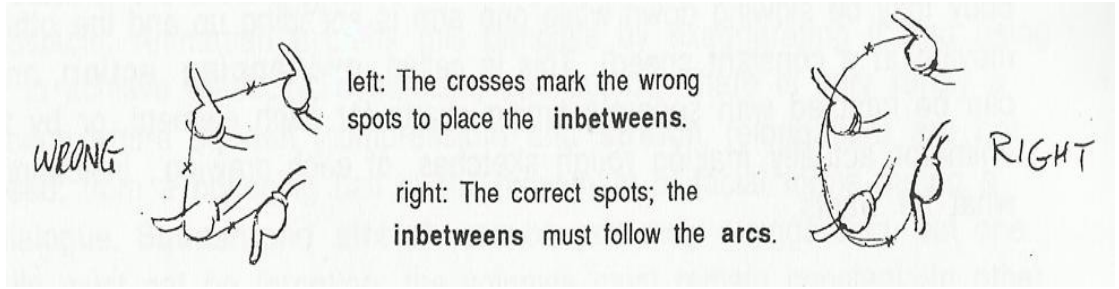 WRONG
left: The crosses mark the wrong
spots to place the inbetweens.
right: The correct spots; the
inbetweens must follow the arcs.
RIGHT